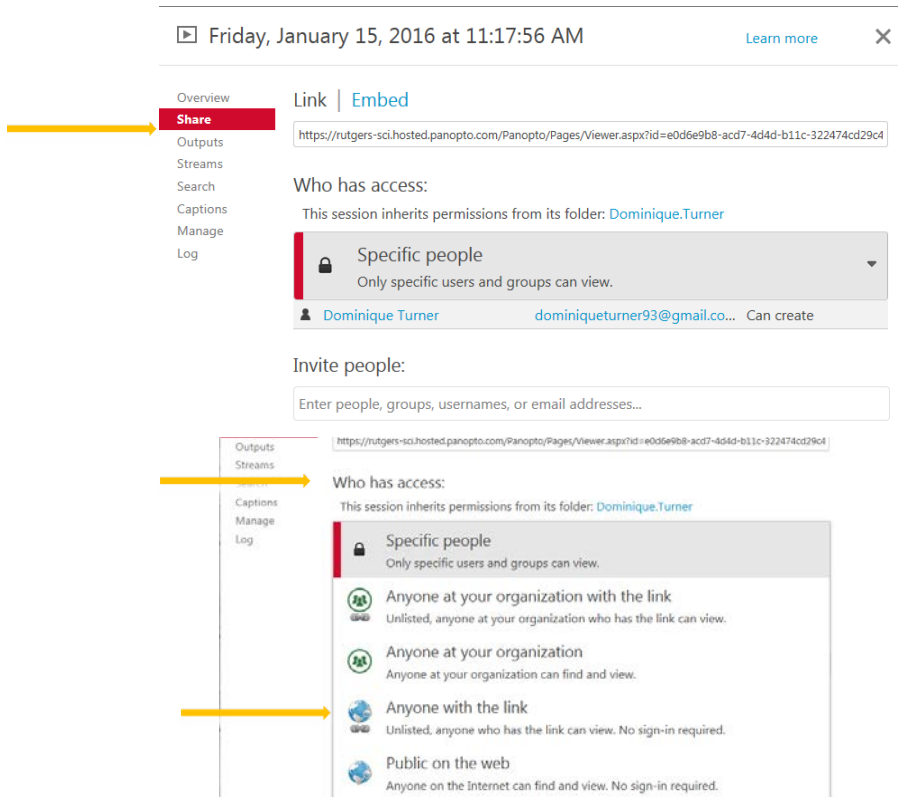 Friday, January 15, 2016 at 11:17:56 AM
Learn more
Overview
Share
Outputs
Streams
Search
Captions
Manage
Log
Link | Embed
https://rutgers-sci.hosted.panopto.com/Panopto/Pages/Viewer.aspx?id=e0d6e9b8-acd7-4d4d-b11c-322474cd29c4
Who has access:
This session inherits permissions from its folder: Dominique.Turner
Specific people
Only specific users and groups can view.
Dominique Turner dominiqueturner93@gmail.co... Can create
Invite people:
Enter people, groups, usernames, or email addresses...
Outputs
Streams
Captions
Manage
Log
https://rutgers-sci.hosted.panopto.com/Panopto/Pages/Viewer.aspx?id=e0d6e9b8-acd7-4d4d-b11c-322474cd29c4
Who has access:
This session inherits permissions from its folder: Dominique.Turner
Specific people
Only specific users and groups can view.
Anyone at your organization with the link
Unlisted, anyone at your organization who has the link can view.
Anyone at your organization
Anyone at your organization can find and view.
Anyone with the link
Unlisted, anyone who has the link can view. No sign-in required.
Public on the web
Anyone on the Internet can find and view. No sign-in required.